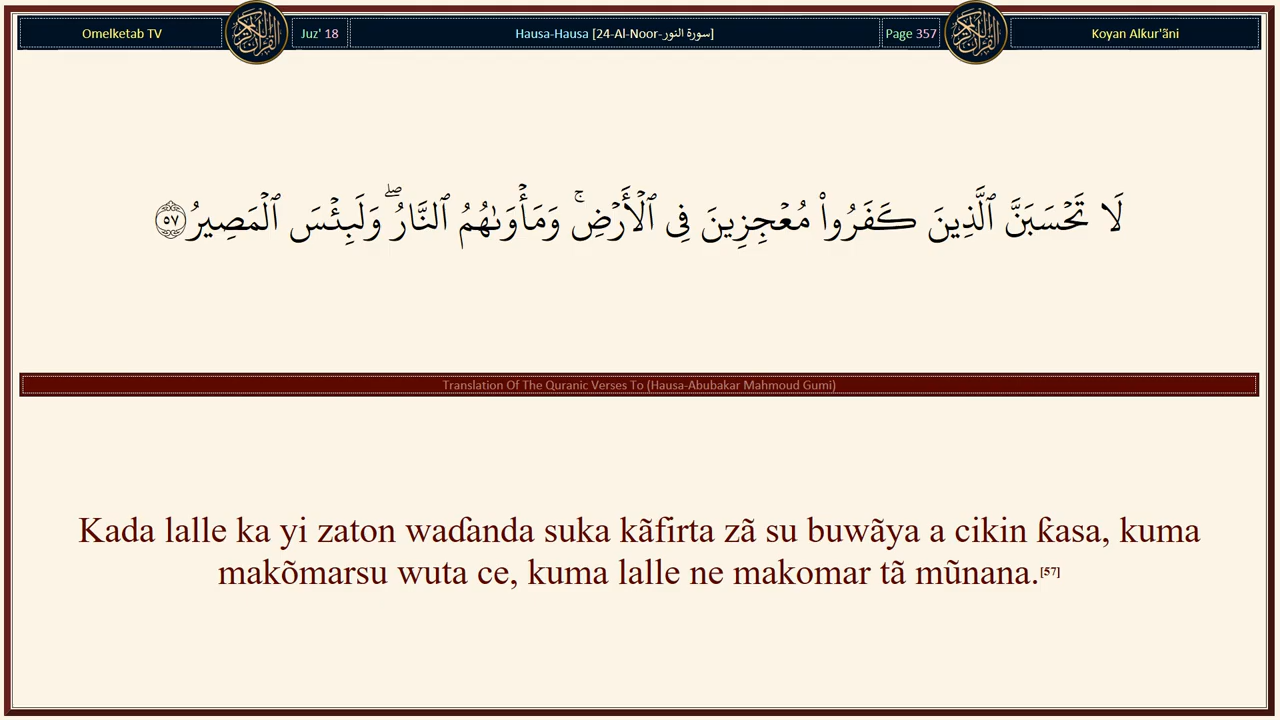 Omelketab TV
Juz' 18
Hausa-Hausa [24-Al-Noor-سورة النور]
Page 357
Koyan Alƙur'ãni
لَا تَحْسَبَنَّ ٱلَّذِينَ كَفَرُوا۟ مُعْجِزِينَ فِى ٱلْأَرْضِ ۚ وَمَأْوَىٰهُمُ ٱلنَّارُ ۖ وَلَبِئْسَ ٱلْمَصِيرُ ٥٧
Translation Of The Quranic Verses To (Hausa-Abubakar Mahmoud Gumi)
Kada lalle ka yi zaton waɗanda suka kãfirta zã su buwãya a cikin ƙasa, kuma
makõmarsu wuta ce, kuma lalle ne makomar tã mũnana.[57]